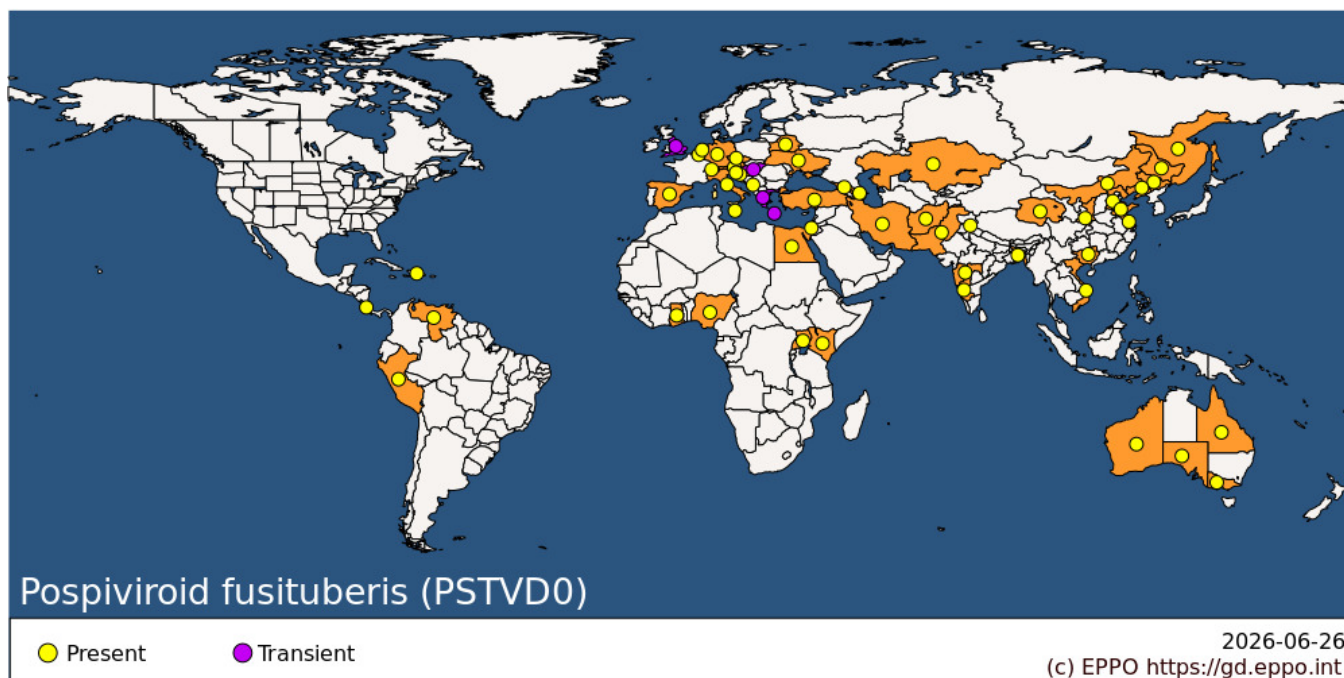 Pospiviroid fusituberis (PSTVD0)
Present
Transient
2026-06-26
(c) EPPO https://gd.eppo.int